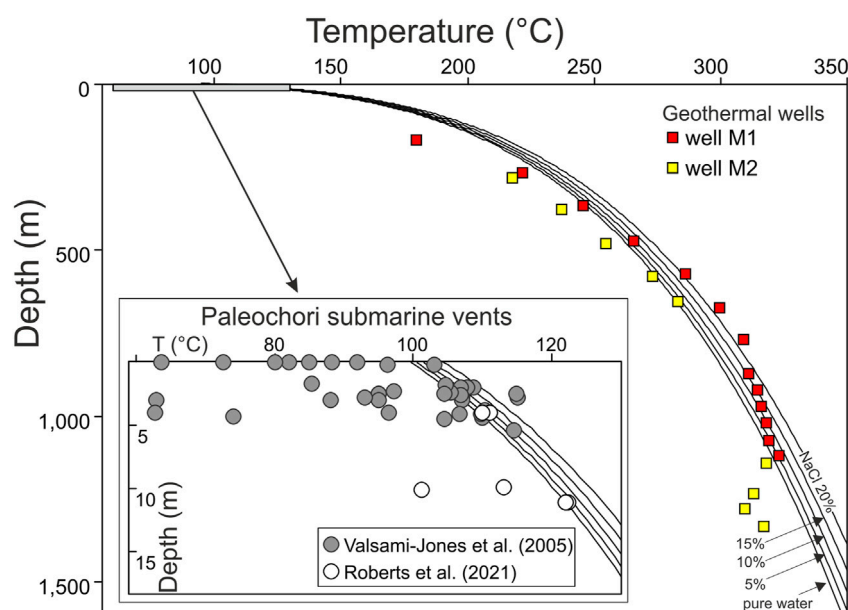 Temperature (°C)
100 150 200 250 300 350
0
500
1,000
1,500
Depth (m)
Geothermal wells
well M1
well M2
NaCl 20%
15%
10%
5%
pure water
Paleochori submarine vents
T (°C) 80 100 120
5
10
15
Depth (m)
Valsami-Jones et al. (2005)
Roberts et al. (2021)